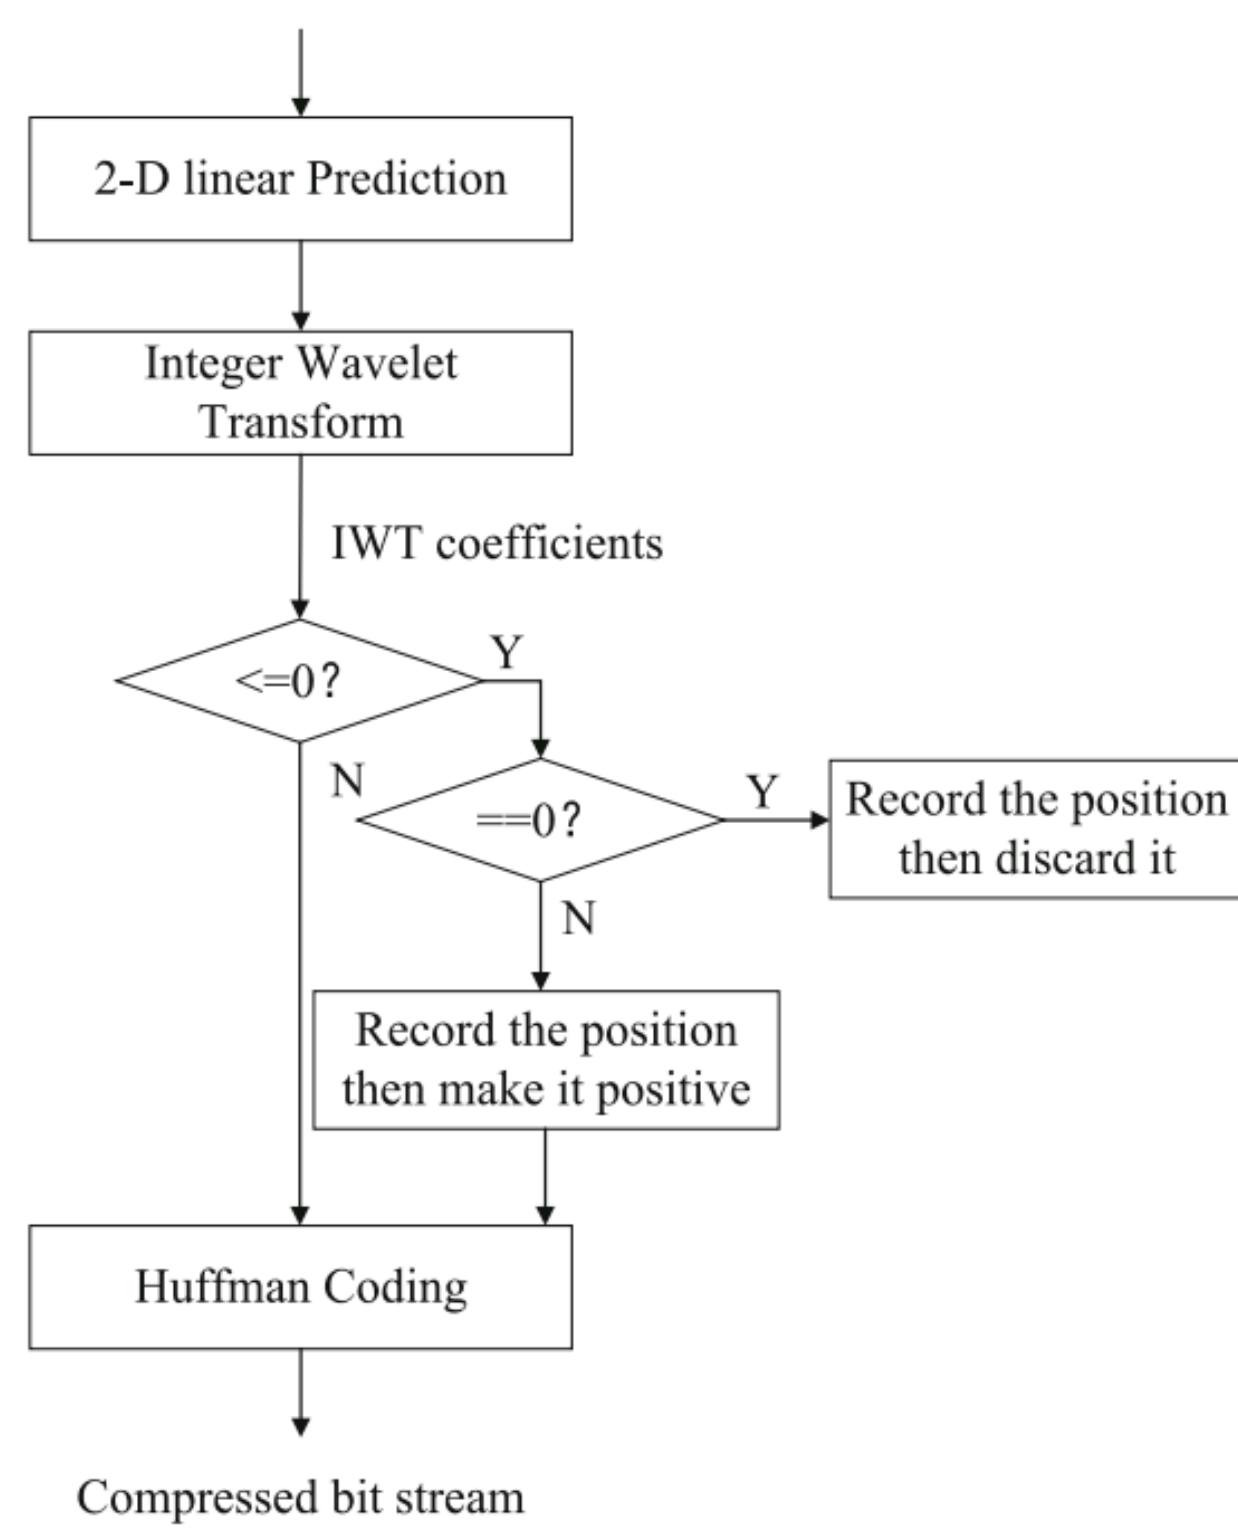 2-D linear Prediction
Integer Wavelet
Transform
IWT coefficients
<=0?
Y
N
==0?
Y
Record the position
then discard it
N
Record the position
then make it positive
Huffman Coding
Compressed bit stream